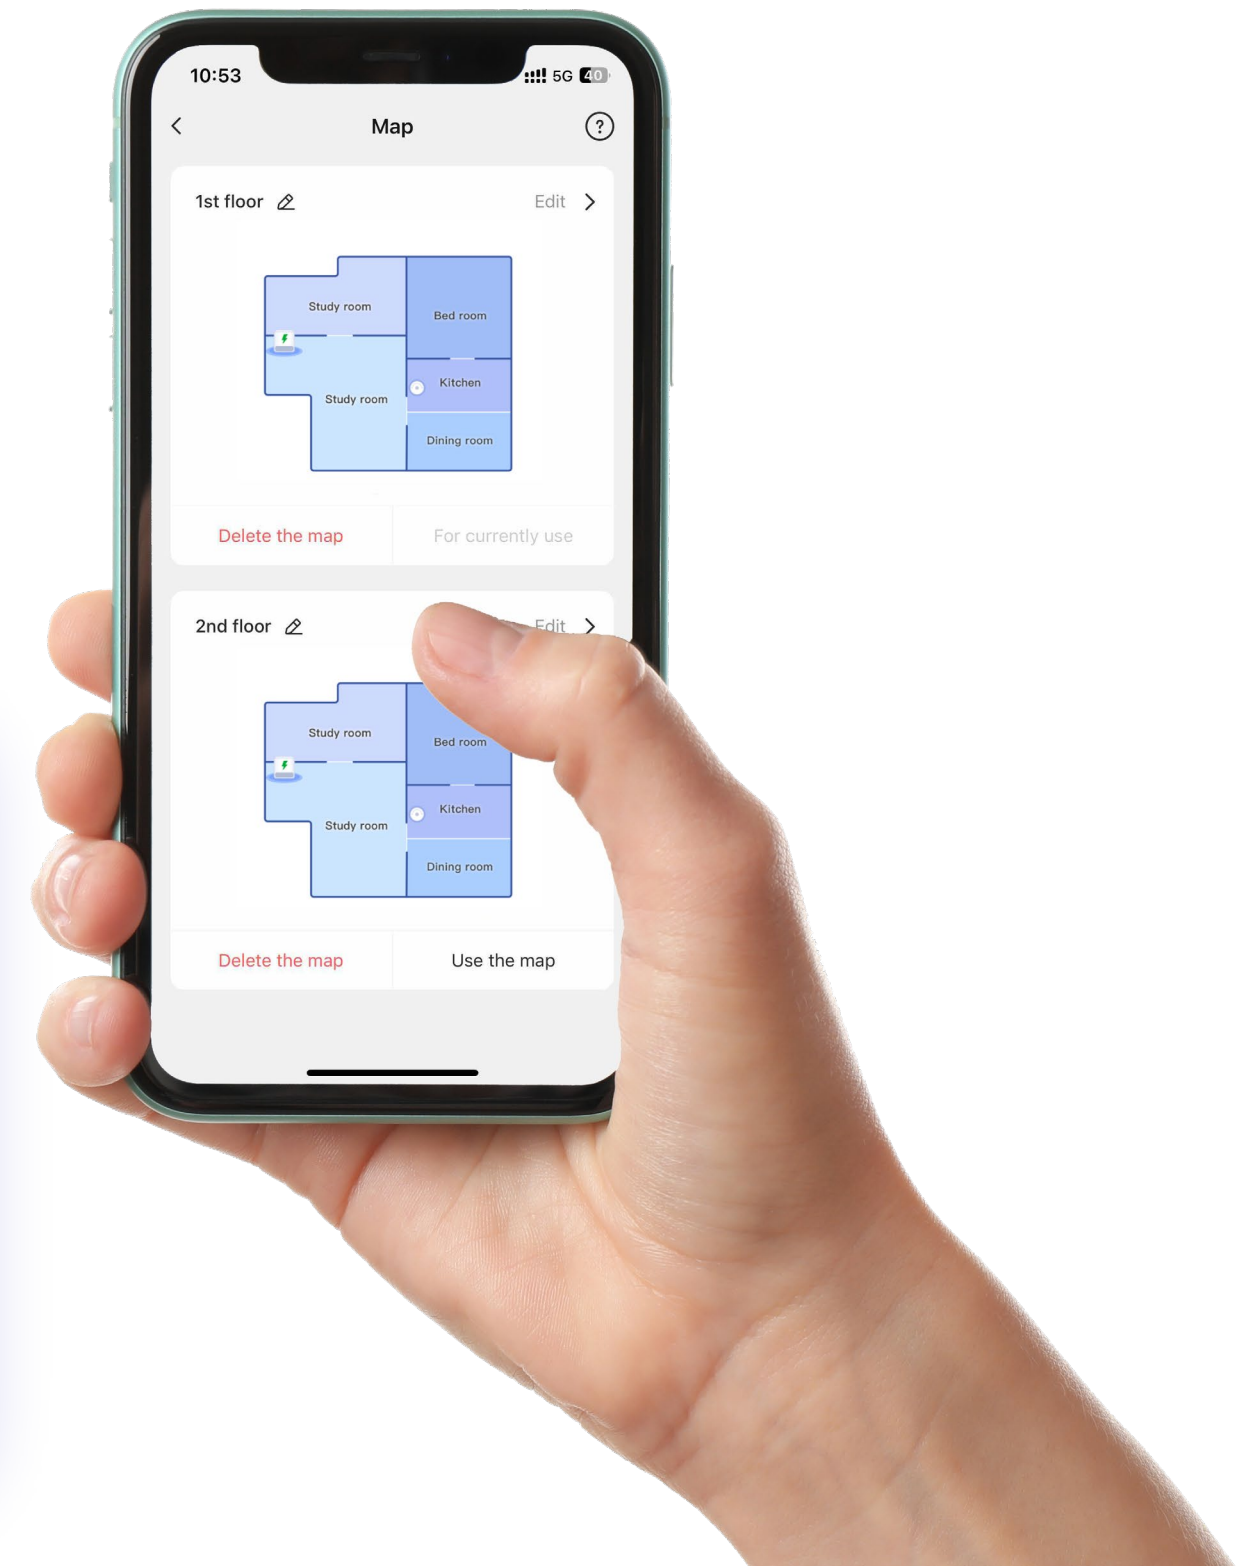 10:53 5G 40
Map
?
1st floor Edit
Study room
Bed room
Kitchen
Study room
Dining room
Delete the map For currently use
2nd floor Edit
Study room
Bed room
Kitchen
Study room
Dining room
Delete the map Use the map